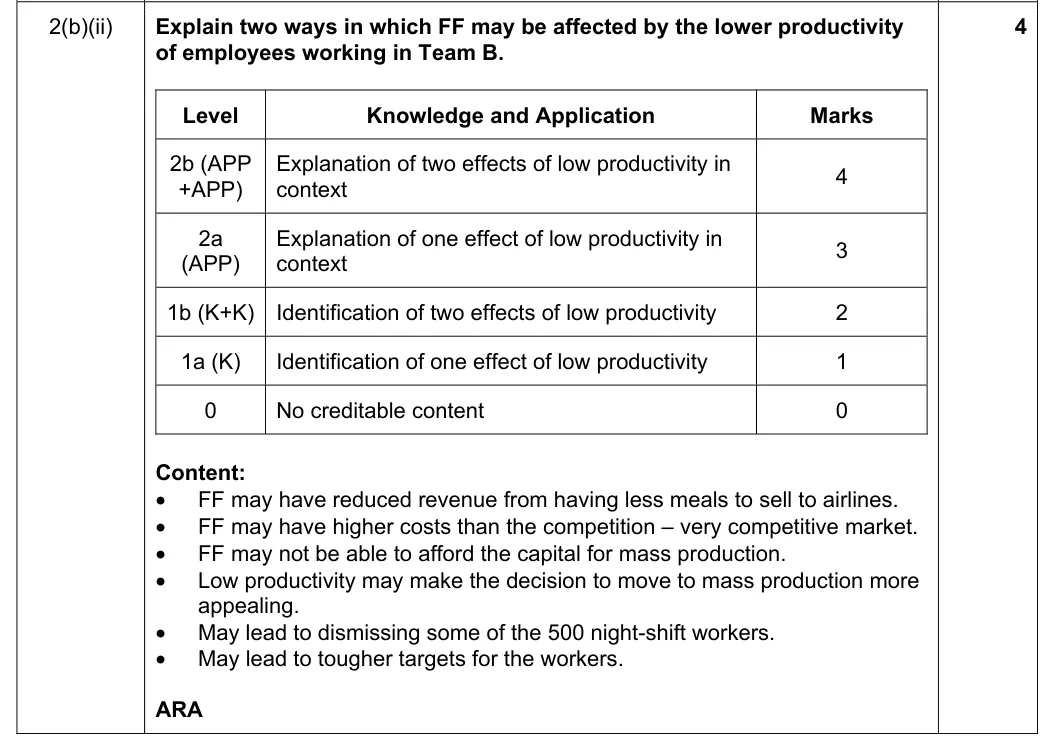 2(b)(ii) Explain two ways in which FF may be affected by the lower productivity 4
of employees working in Team B.
Level Knowledge and Application Marks
2b (APP Explanation of two effects of low productivity in 4
+APP) context
2a Explanation of one effect of low productivity in 3
(APP) context
1b (K+K) Identification of two effects of low productivity 2
1a (K) Identification of one effect of low productivity 1
0 No creditable content 0
Content:
• FF may have reduced revenue from having less meals to sell to airlines.
• FF may have higher costs than the competition – very competitive market.
• FF may not be able to afford the capital for mass production.
• Low productivity may make the decision to move to mass production more
appealing.
• May lead to dismissing some of the 500 night-shift workers.
• May lead to tougher targets for the workers.
ARA